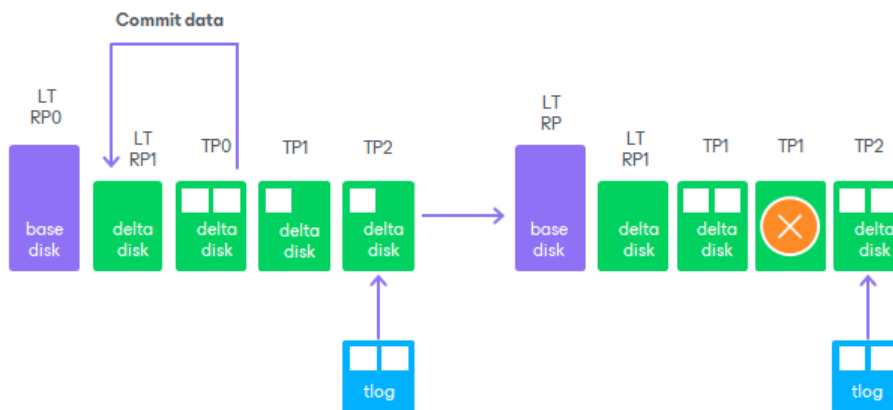 Commit data
LT
RP0
LT
RP1
TP0
TP1
TP2
base
disk
delta
disk
delta
disk
delta
disk
delta
disk
tlog
LT
RP
LT
RP1
TP1
TP1
TP2
base
disk
delta
disk
delta
disk
delta
disk
tlog